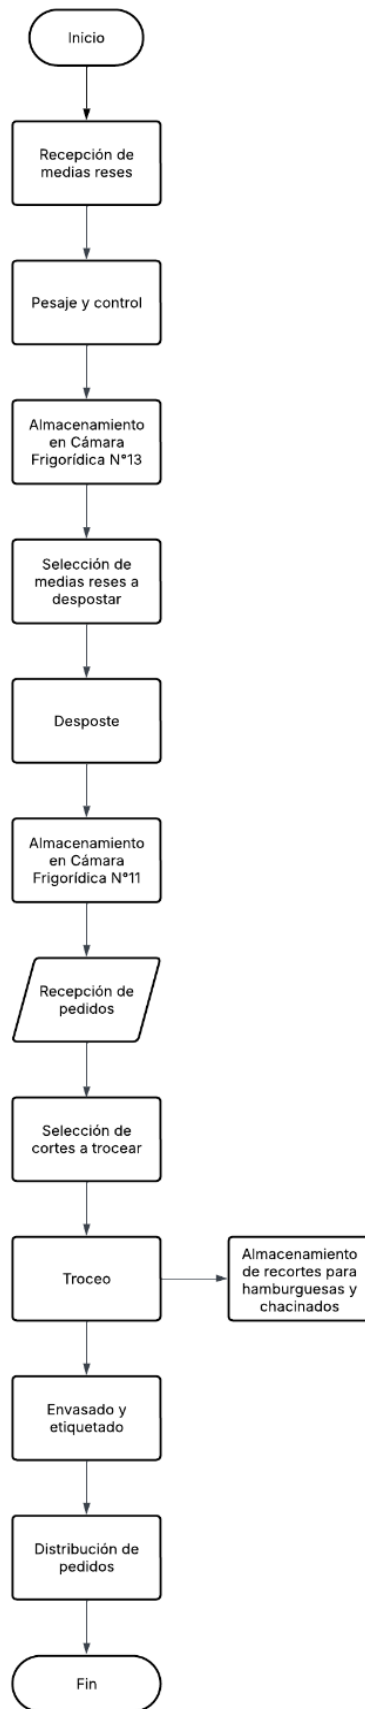 Inicio
Recepción de
medias reses
Pesaje y control
Almacenamiento
en Cámara
Frigorídica N°13
Selección de
medias reses a
despostar
Desposte
Almacenamiento
en Cámara
Frigorídica N°11
Recepción de
pedidos
Selección de
cortes a trocear
Troceo
Almacenamiento
de recortes para
hamburguesas y
chacinados
Envasado y
etiquetado
Distribución de
pedidos
Fin